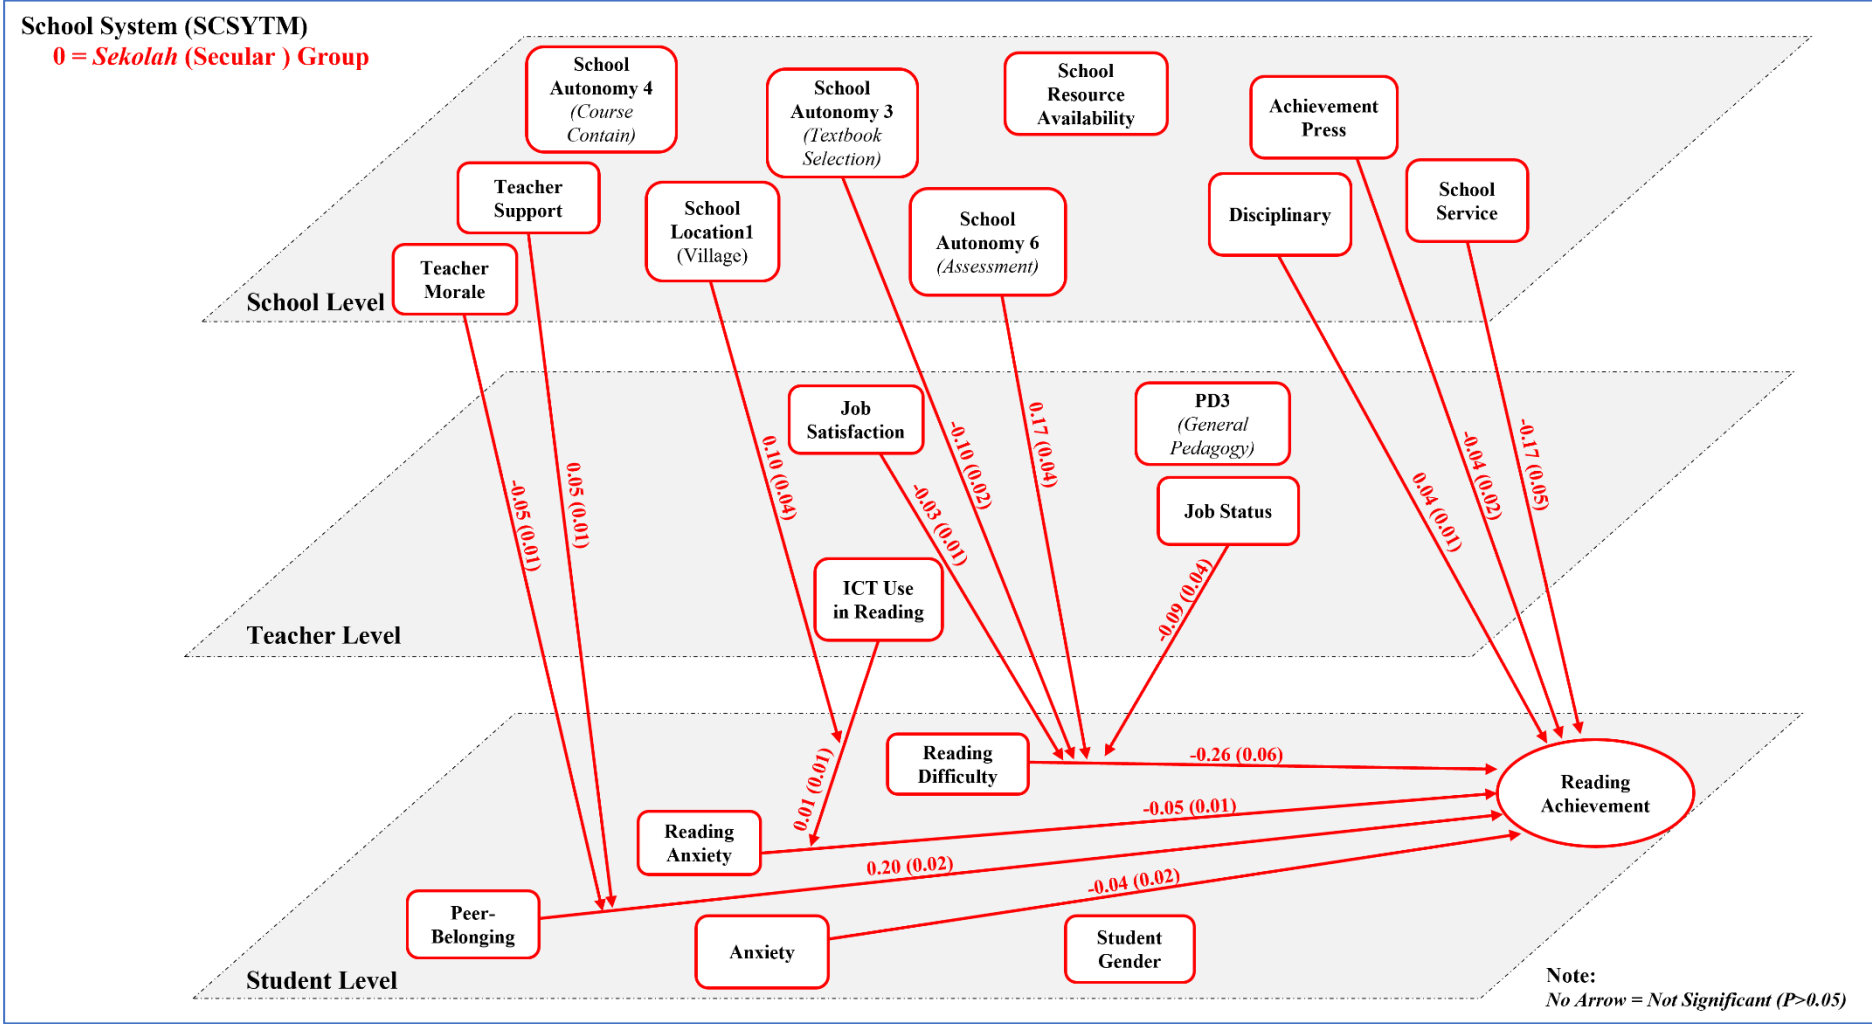 School System (SCSYTM)
0 = Sekolah (Secular ) Group
School
Autonomy 4
(Course
Contain)
School
Autonomy 3
(Textbook
Selection)
School
Resource
Availability
Achievement
Press
Teacher
Support
School
Location1
(Village)
School
Autonomy 6
(Assessment)
Disciplinary
School
Service
Teacher
Morale
School Level
Job
Satisfaction
PD3
(General
Pedagogy)
Job Status
ICT Use
in Reading
Teacher Level
-0.05 (0.01)
0.05 (0.01)
0.10 (0.04)
-0.03 (0.01)
-0.10 (0.02)
0.17 (0.04)
-0.09 (0.04)
0.04 (0.01)
-0.04 (0.02)
-0.17 (0.05)
0.01 (0.01)
Reading
Difficulty
-0.26 (0.06)
Reading
Achievement
Reading
Anxiety
-0.05 (0.01)
0.20 (0.02)
-0.04 (0.02)
Peer-
Belonging
Anxiety
Student
Gender
Student Level
Note:
No Arrow = Not Significant (P>0.05)